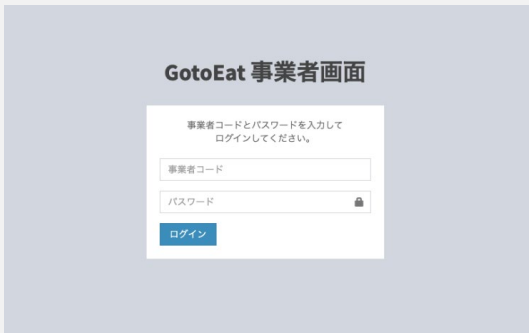 GotoEat 事業者画面
事業者コードとパスワードを入力して
ログインしてください。
事業者コード
パスワード
ログイン